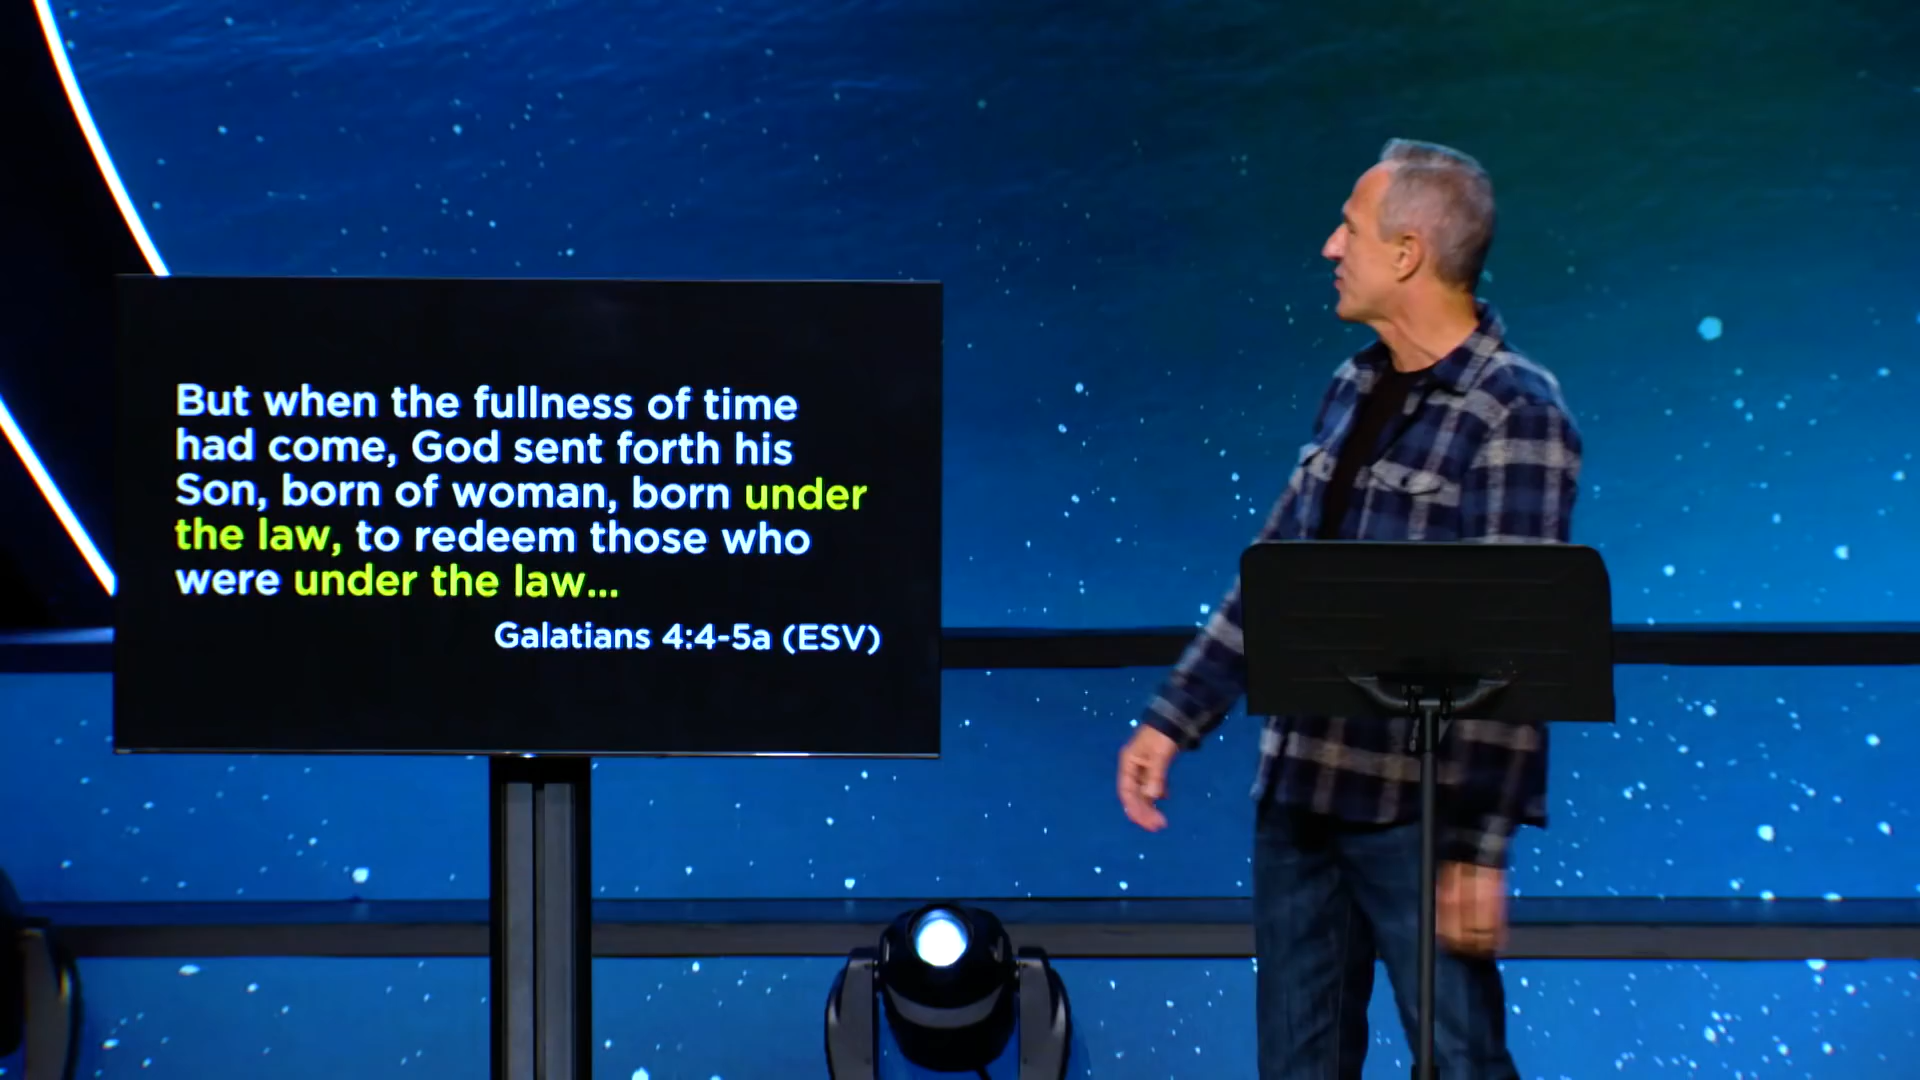 But when the fullness of time
had come, God sent forth his
Son, born of woman, born under
the law, to redeem those who
were under the law...
Galatians 4:4-5a (ESV)